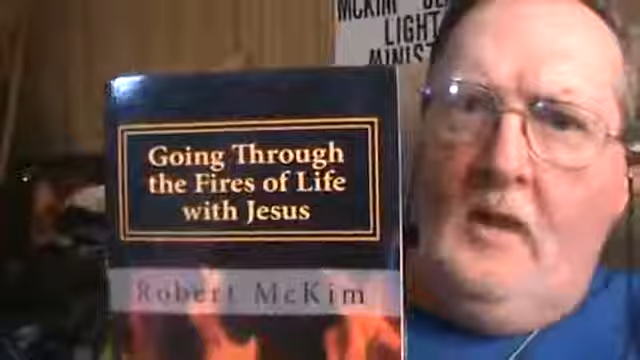 MCKIM
LIGHT
MINIST
Going Through
the Fires of Life
with Jesus
Robert McKim